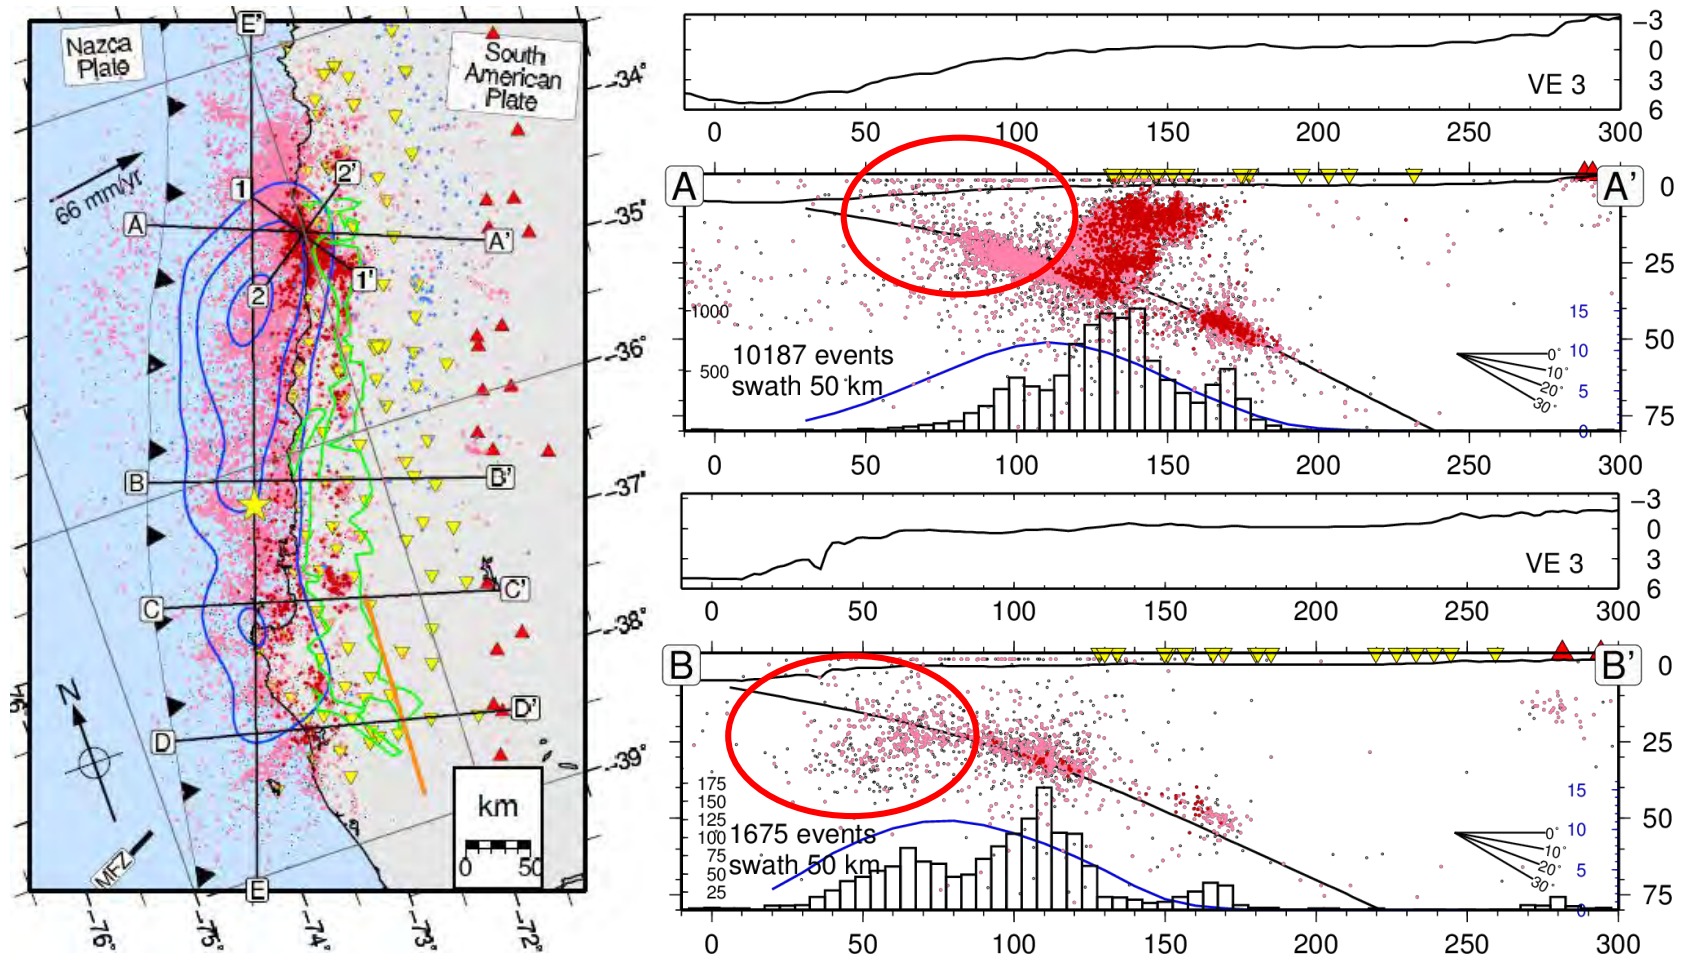 Nazca
Plate
South
American
Plate
66 mm/yr
N
MFZ
km
0 50
E'
E
1
2'
2
1'
A
A'
B
B'
C
C'
D
D'
-34°
-35°
-36°
-37°
-38°
-39°
-76°
-75°
-74°
-73°
-72°
-3
0
3
6
VE 3
0 50 100 150 200 250 300
A
A'
0
25
50
75
1000
500
10187 events
swath 50 km
15
10
5
0
0°
10°
20°
30°
0 50 100 150 200 250 300
-3
0
3
6
VE 3
0 50 100 150 200 250 300
B
B'
0
25
50
75
175
150
125
100
75
50
25
1675 events
swath 50 km
15
10
5
0
0°
10°
20°
30°
0 50 100 150 200 250 300